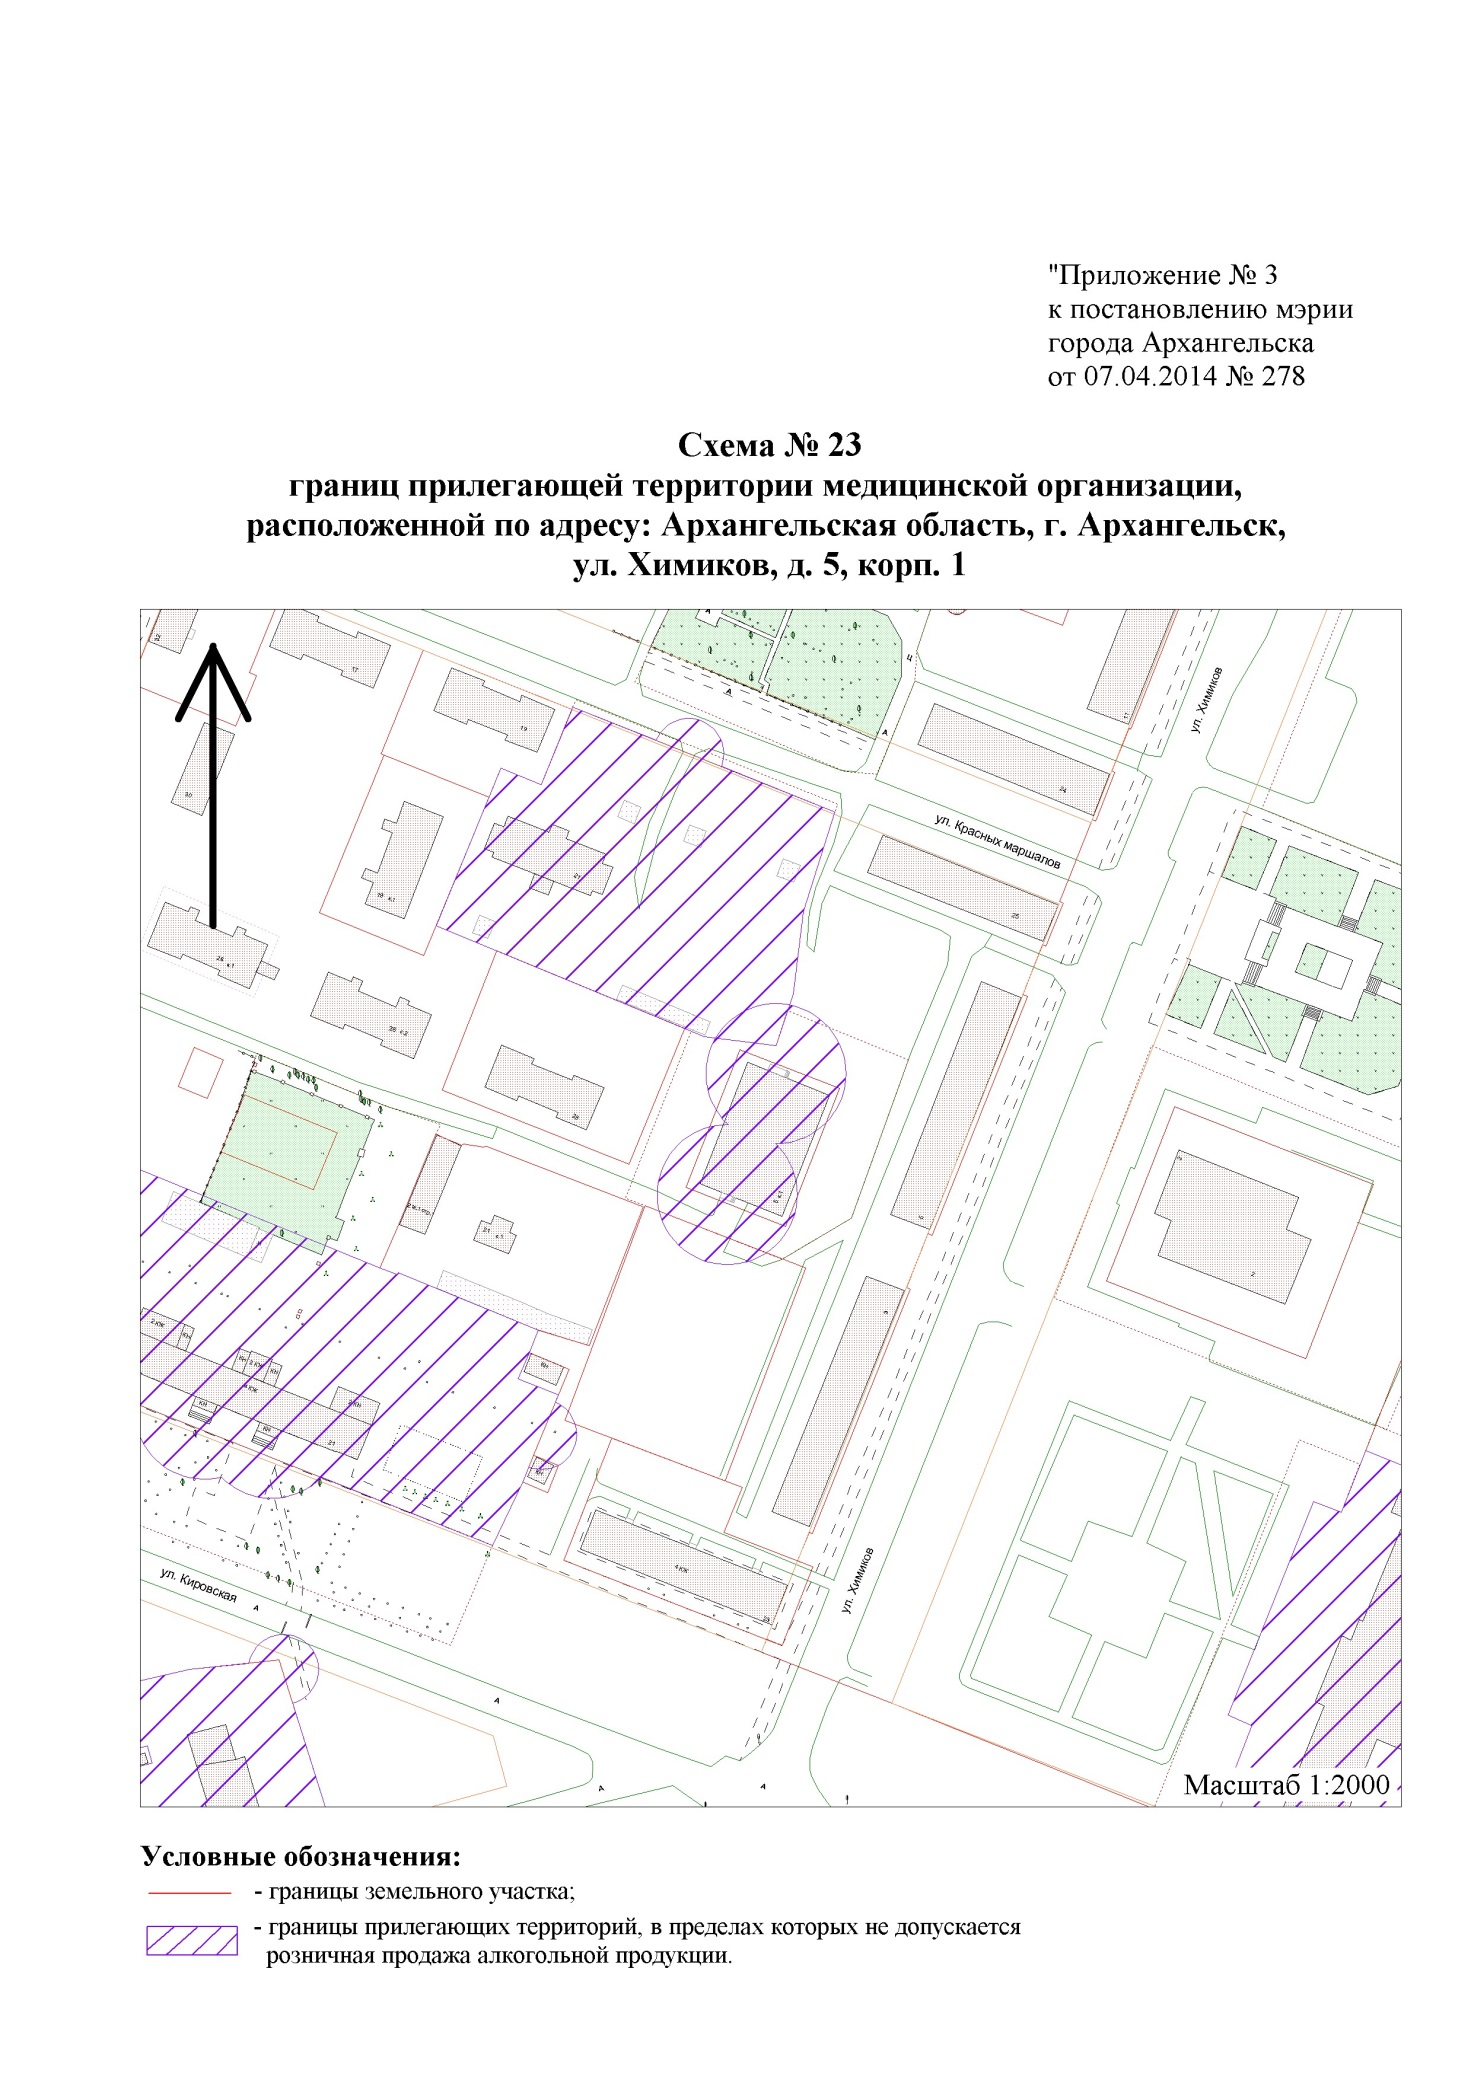 "Приложение № 3
к постановлению мэрии
города Архангельска
от 07.04.2014 № 278
Схема № 23
границ прилегающей территории медицинской организации,
расположенной по адресу: Архангельская область, г. Архангельск,
ул. Химиков, д. 5, корп. 1
ул. Химиков
ул. Красных маршалов
ул. Химиков
ул. Кировская
Масштаб 1:2000
Условные обозначения:
- границы земельного участка;
- границы прилегающих территорий, в пределах которых не допускается
розничная продажа алкогольной продукции.